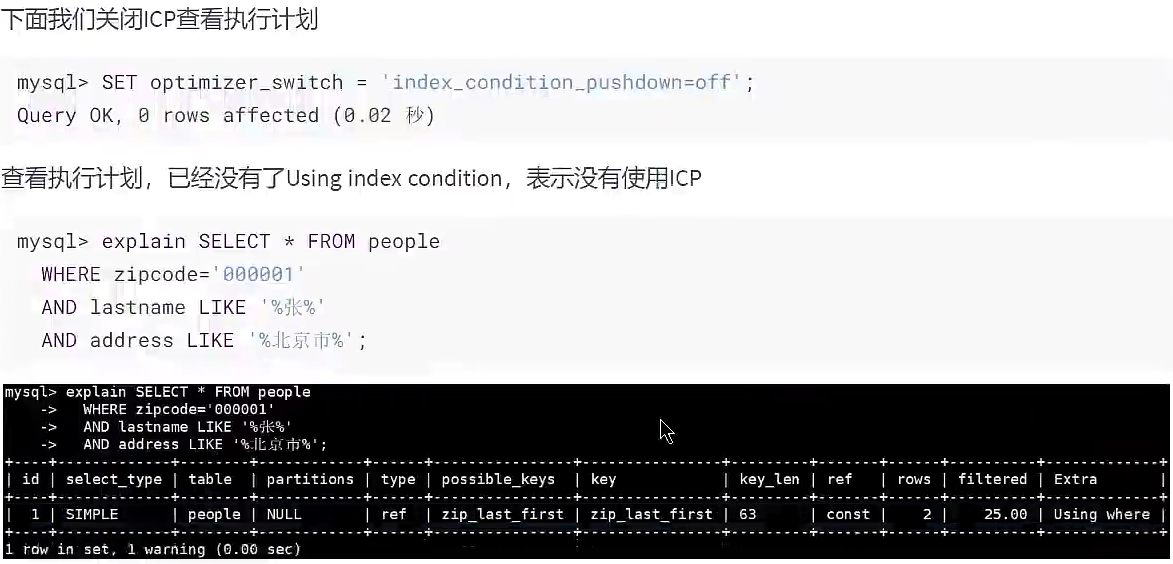 下面我们关闭ICP查看执行计划
mysql> SET optimizer_switch = 'index_condition_pushdown=off';
Query OK, 0 rows affected (0.02 秒)
查看执行计划，已经没有了Using index condition，表示没有使用ICP
mysql> explain SELECT * FROM people
WHERE zipcode='000001'
AND lastname LIKE '%张%'
AND address LIKE '%北京市%';
mysql> explain SELECT * FROM people
-> WHERE zipcode='000001'
-> AND lastname LIKE '%张%'
-> AND address LIKE '%北京市%';
| id | select_type | table | partitions | type | possible_keys | key | key_len | ref | rows | filtered | Extra |
| 1 | SIMPLE | people | NULL | ref | zip_last_first | zip_last_first | 63 | const | 2 | 25.00 | Using where |
1 row in set, 1 warning (0.00 sec)